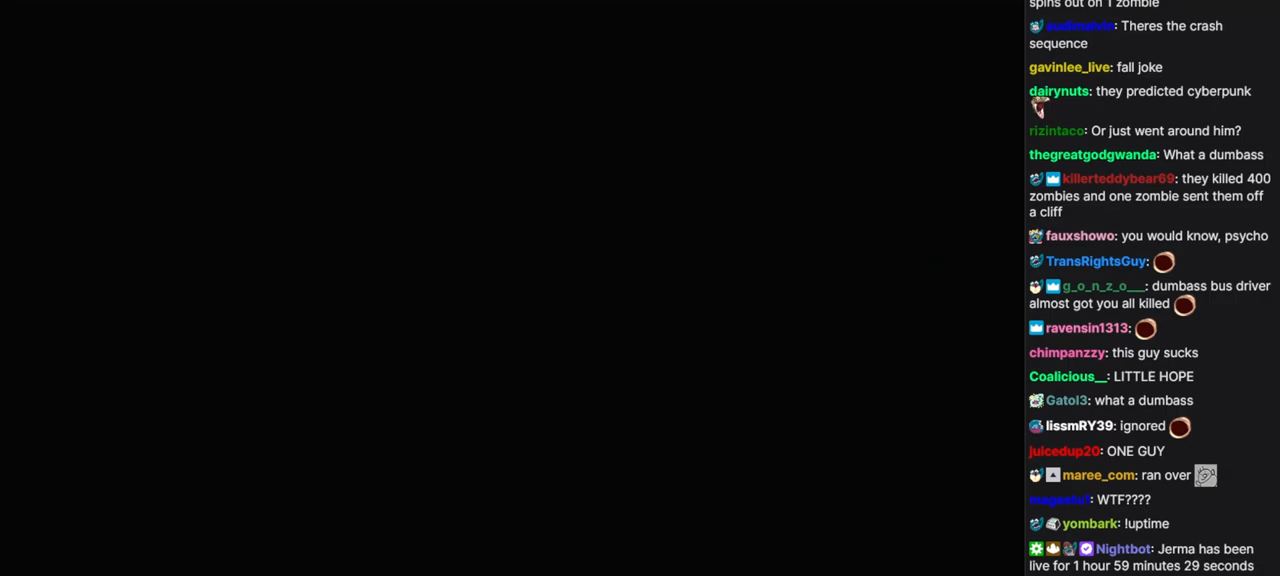 spins out on 1 zombie
audimalvin: Theres the crash
sequence
gavinlee_live: fall joke
dairynuts: they predicted cyberpunk
rizintaco: Or just went around him?
thegreatgodgwanda: What a dumbass
killerteddybear69: they killed 400
zombies and one zombie sent them off
a cliff
fauxshowo: you would know, psycho
TransRightsGuy:
g_o_n_z_o___: dumbass bus driver
almost got you all killed
ravensin1313:
chimpanzzy: this guy sucks
Coalicious__: LITTLE HOPE
Gatol3: what a dumbass
lissmRY39: ignored
juicedup20: ONE GUY
maree_com: ran over
WTF????
yombark: !uptime
Nightbot: Jerma has been
live for 1 hour 59 minutes 29 seconds